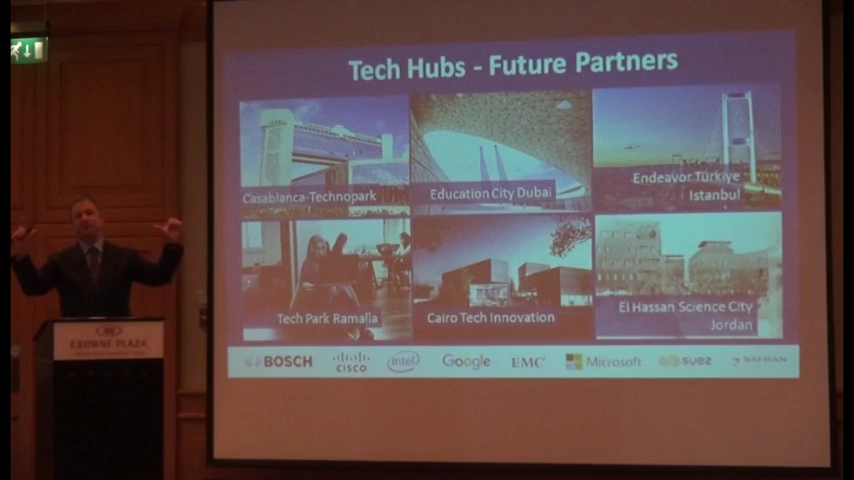 Tech Hubs - Future Partners
Casablanca-Technopark
Education City Dubai
Endeavor Türkiye
Istanbul
Tech Park Ramalla
Cairo Tech Innovation
El Hassan Science City
Jordan
BOSCH
CISCO
intel
Google
EMC²
Microsoft
suez
SAFRAN
CROWNE PLAZA